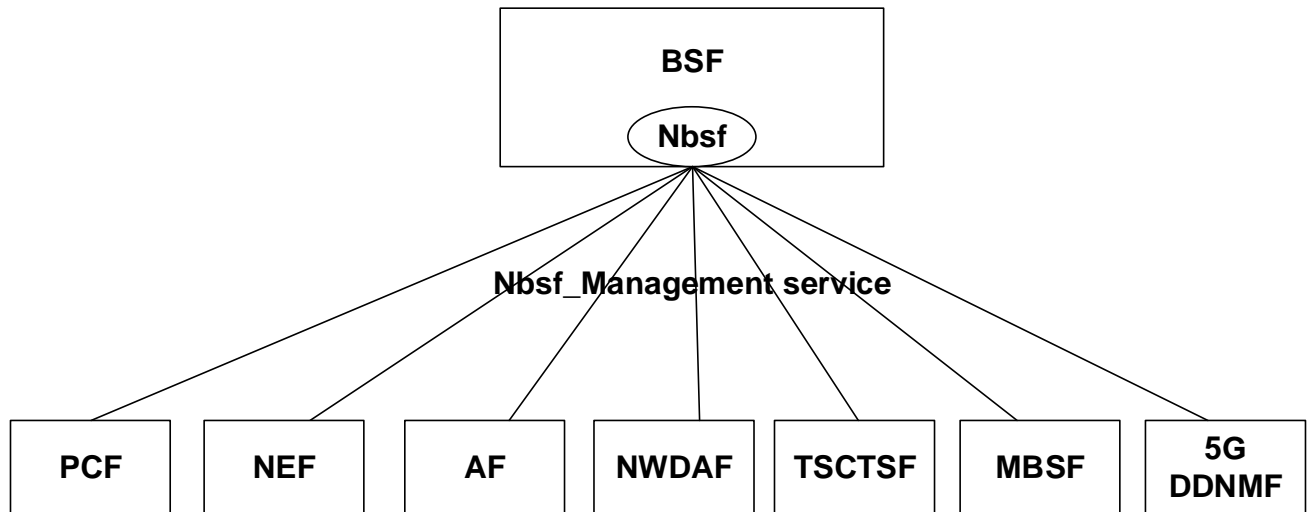 BSF
Nbsf
Nbsf_Management service
PCF
NEF
AF
NWDAF
TSCTSF
MBSF
5G
DDNMF